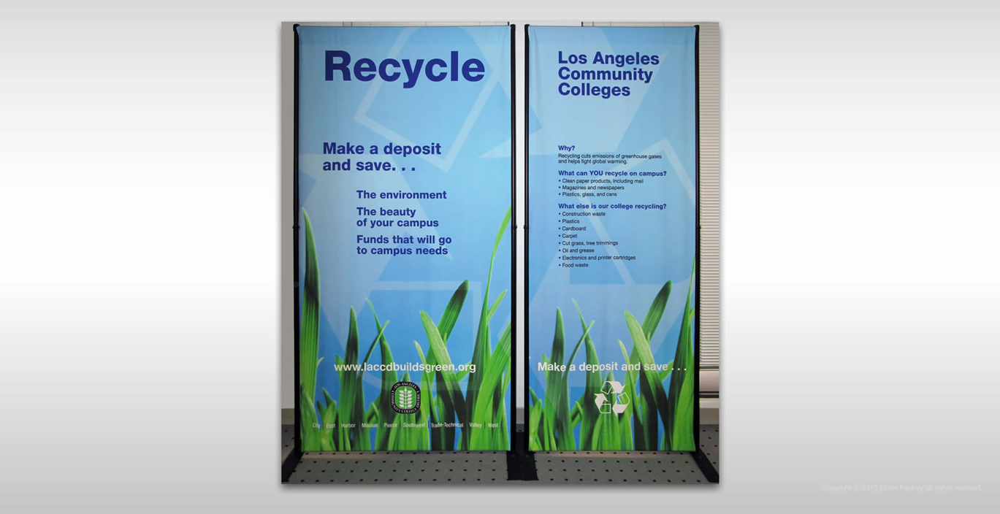 Recycle
Make a deposit
and save. . .
The environment
The beauty
of your campus
Funds that will go
to campus needs
www.laccdbuildsgreen.org
City East Harbor Mission Pierce Southwest Trade-Technical Valley West
Los Angeles
Community
Colleges
Why?
Recycling cuts emissions of greenhouse gases
and helps fight global warming.
What can YOU recycle on campus?
• Clean paper products, including mail
• Magazines and newspapers
• Plastics, glass, and cans
What else is our college recycling?
• Construction waste
• Plastics
• Cardboard
• Carpet
• Cut grass, tree trimmings
• Oil and grease
• Electronics and printer cartridges
• Food waste
Make a deposit and save . . .
Copyright © 2013 Ethos Factory, all rights reserved.